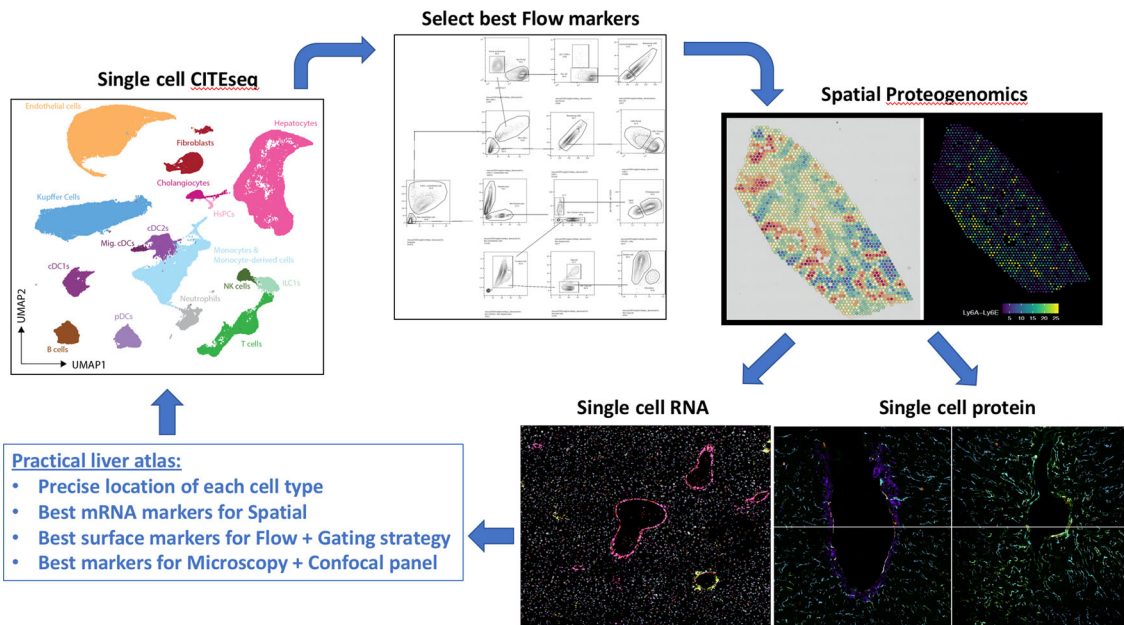 Select best Flow markers
Single cell CITEseq
Spatial Proteogenomics
Endothelial cells
Hepatocytes
Fibroblasts
Cholangiocytes
HsPCs
Kupffer Cells
cDC2s
Mig. cDCs
Monocytes &
Monocyte-derived cells
cDC1s
NK cells
ILC1s
Neutrophils
pDCs
B cells
T cells
UMAP2
UMAP1
Ly6A–Ly6E
5 10 15 20 25
Single cell RNA
Single cell protein
Practical liver atlas:
• Precise location of each cell type
• Best mRNA markers for Spatial
• Best surface markers for Flow + Gating strategy
• Best markers for Microscopy + Confocal panel